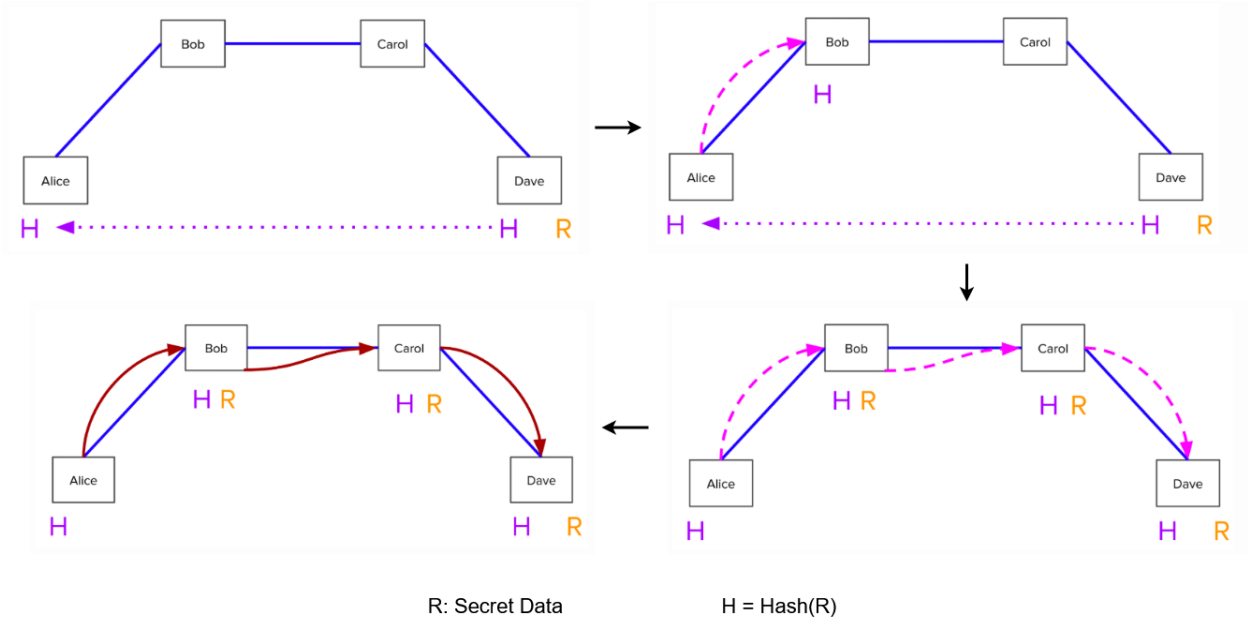 Bob Carol
Alice Dave
H H R
Bob Carol
H
Alice Dave
H H R
Bob Carol
H R H R
Alice Dave
H H R
Bob Carol
H R H R
Alice Dave
H H R
R: Secret Data H = Hash(R)